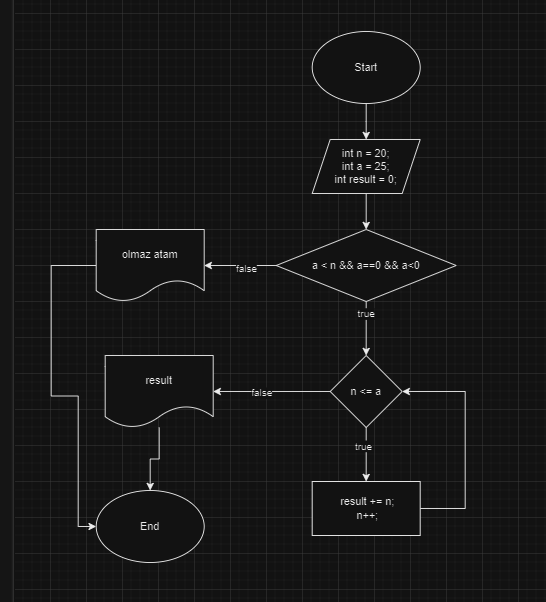 Start
int n = 20;
int a = 25;
int result = 0;
a < n && a==0 && a<0
false
olmaz atam
true
n <= a
false
result
true
result += n;
n++;
End